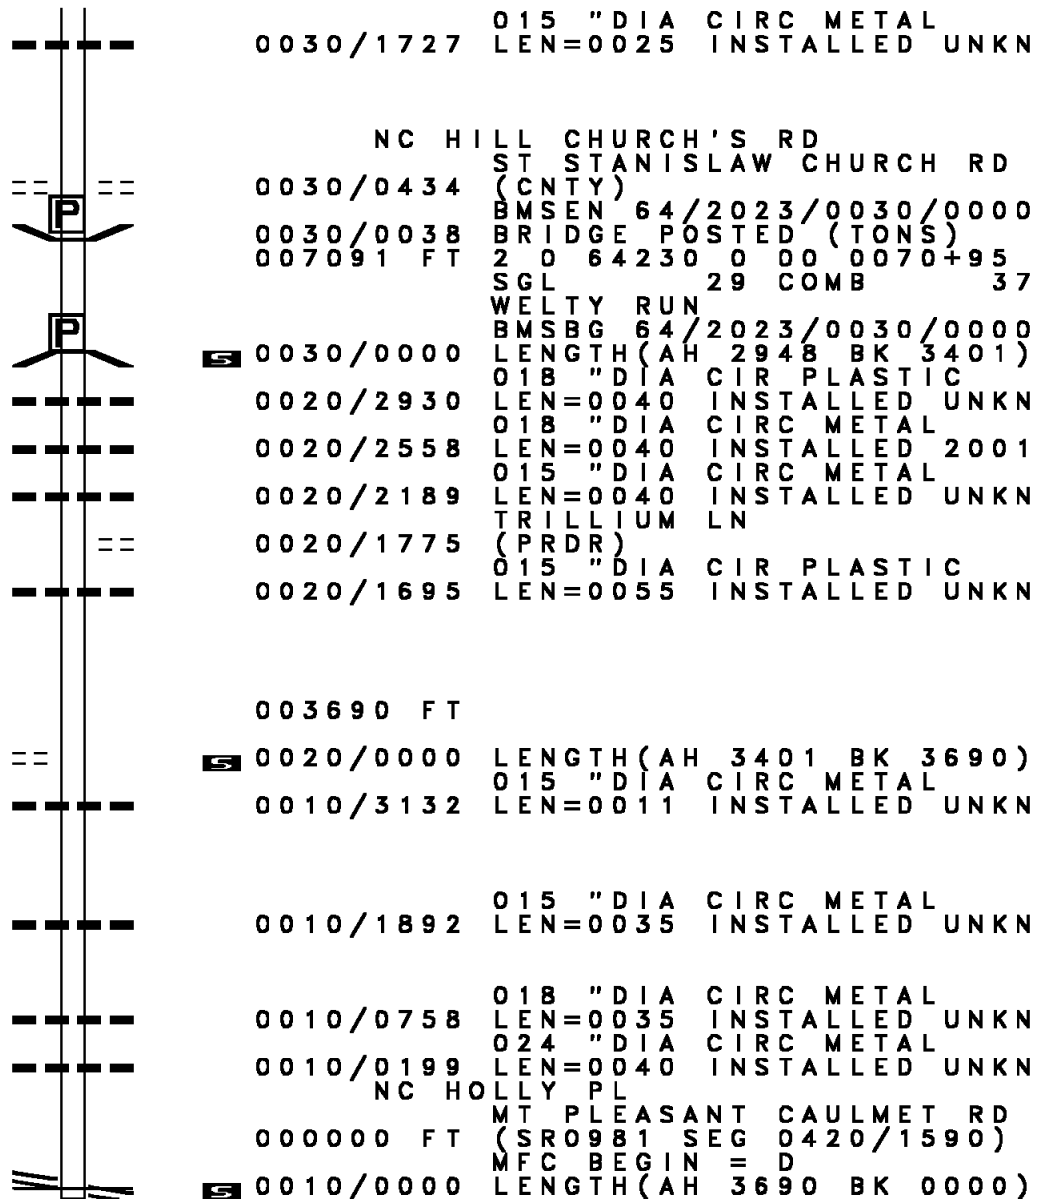 015 "DIA CIRC METAL
0030/1727 LEN=0025 INSTALLED UNKN
NC HILL CHURCH'S RD
ST STANISLAW CHURCH RD
0030/0434 (CNTY)
P
BMSEN 64/2023/0030/0000
0030/0038 BRIDGE POSTED (TONS)
007091 FT 2 0 64230 0 00 0070+95
SGL 29 COMB 37
WELTY RUN
P
BMSBG 64/2023/0030/0000
S 0030/0000 LENGTH(AH 2948 BK 3401)
018 "DIA CIR PLASTIC
0020/2930 LEN=0040 INSTALLED UNKN
018 "DIA CIRC METAL
0020/2558 LEN=0040 INSTALLED 2001
015 "DIA CIRC METAL
0020/2189 LEN=0040 INSTALLED UNKN
TRILLIUM LN
0020/1775 (PRDR)
015 "DIA CIR PLASTIC
0020/1695 LEN=0055 INSTALLED UNKN
003690 FT
S 0020/0000 LENGTH(AH 3401 BK 3690)
015 "DIA CIRC METAL
0010/3132 LEN=0011 INSTALLED UNKN
015 "DIA CIRC METAL
0010/1892 LEN=0035 INSTALLED UNKN
018 "DIA CIRC METAL
0010/0758 LEN=0035 INSTALLED UNKN
024 "DIA CIRC METAL
0010/0199 LEN=0040 INSTALLED UNKN
NC HOLLY PL
MT PLEASANT CAULMET RD
000000 FT (SR0981 SEG 0420/1590)
MFC BEGIN = D
S 0010/0000 LENGTH(AH 3690 BK 0000)